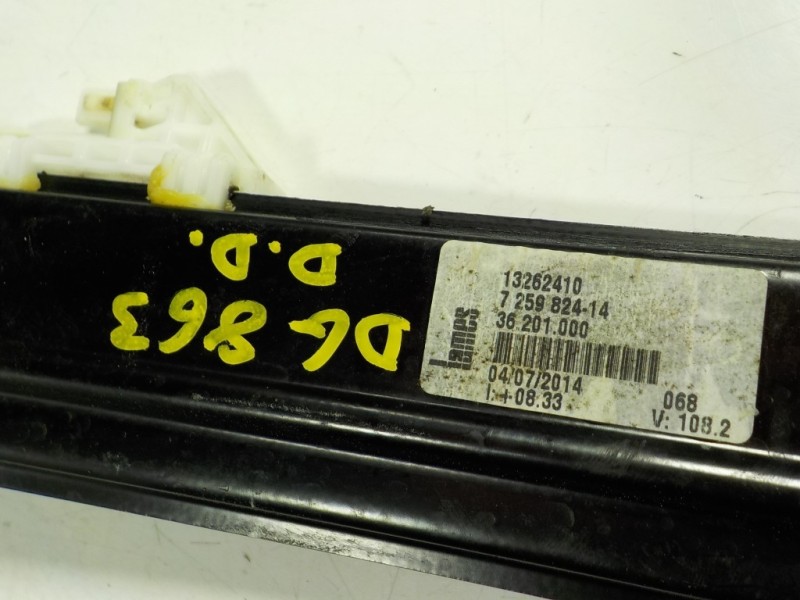 D.D.
DG 863
lames
13262410
7 259 824-14
36.201.000
04/07/2014
I.+08.33
068
V: 108.2